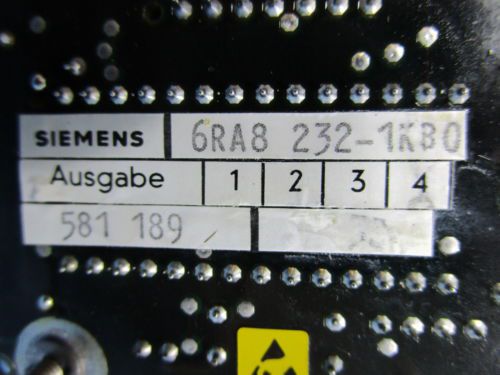 SIEMENS 6RA8 232-1KB0
Ausgabe 1 2 3 4
581 189